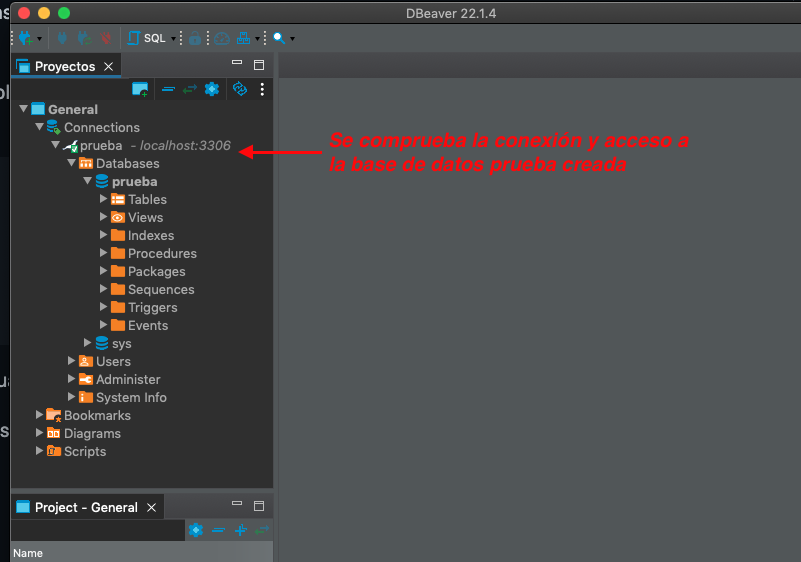 DBeaver 22.1.4
SQL
Proyectos
General
Connections
prueba - localhost:3306
Se comprueba la conexión y acceso a
la base de datos prueba creada
Databases
prueba
Tables
Views
Indexes
Procedures
Packages
Sequences
Triggers
Events
sys
Users
Administer
System Info
Bookmarks
Diagrams
Scripts
Project - General
Name